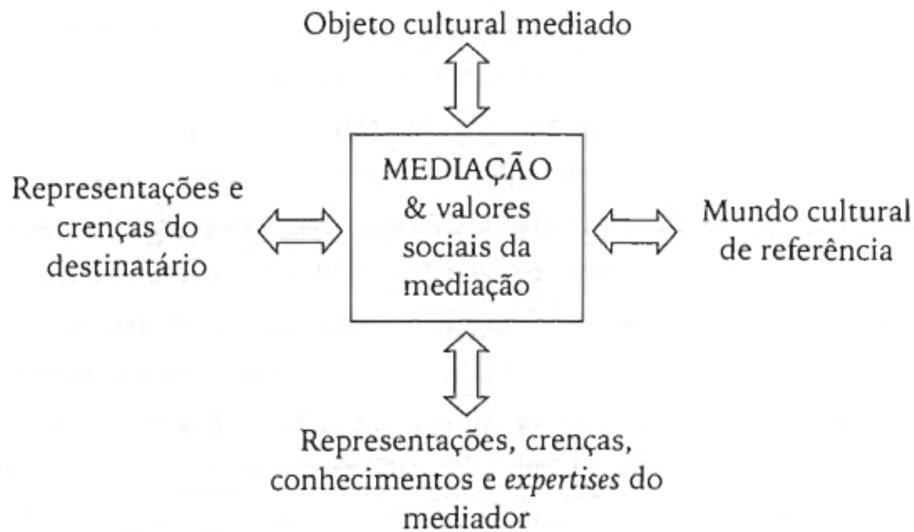 Objeto cultural mediado
MEDIAÇÃO
& valores
sociais da
mediação
Representações e
crenças do
destinatário
Mundo cultural
de referência
Representações, crenças,
conhecimentos e expertises do
mediador